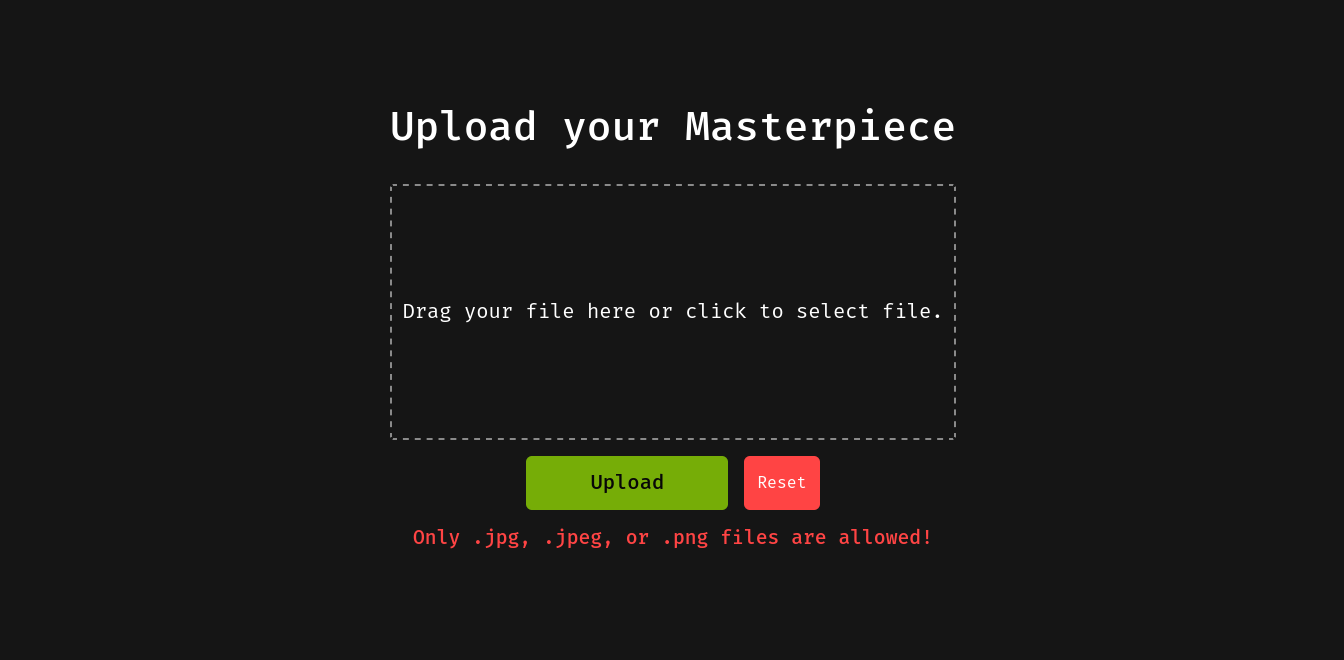 Upload your Masterpiece
Drag your file here or click to select file.
Upload
Reset
Only .jpg, .jpeg, or .png files are allowed!